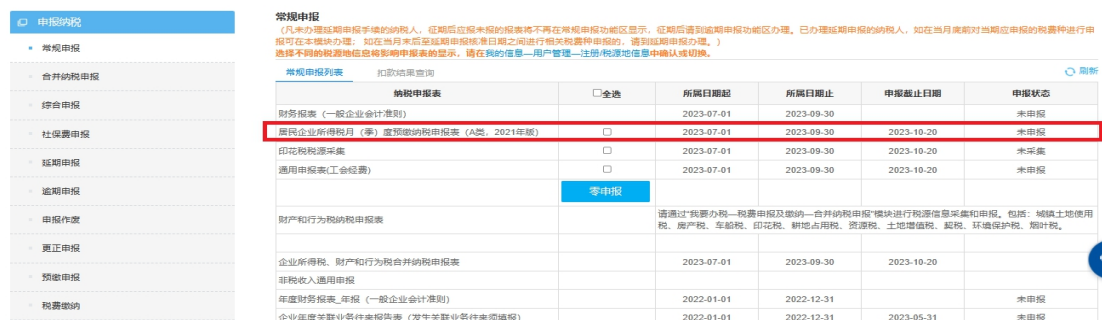 申报纳税
常规申报
合并纳税申报
综合申报
社保费申报
延期申报
逾期申报
申报作废
更正申报
预缴申报
税费缴纳
常规申报
（凡未办理延期申报手续的纳税人，征期后应报未报的报表将不再在常规申报功能区显示，征期后请到逾期申报功能区办理。已办理延期申报的纳税人，如在当月底前对当期应申报的税费种进行申
报可在本模块办理； 如在当月末后至延期申报核准日期之间进行相关税费种申报的，请到延期申报办理。）
选择不同的税源地信息将影响申报表的显示，请在我的信息—用户管理—注册/税源地信息中确认或切换。
常规申报列表 扣款结果查询 刷新
纳税申报表 全选 所属日期起 所属日期止 申报截止日期 申报状态
财务报表（一般企业会计准则） 2023-07-01 2023-09-30 未申报
居民企业所得税月（季）度预缴纳税申报表（A类，2021年版） 2023-07-01 2023-09-30 2023-10-20 未申报
印花税税源采集 2023-07-01 2023-09-30 2023-10-20 未采集
通用申报表(工会经费) 2023-07-01 2023-09-30 2023-10-20 未申报
零申报
财产和行为税纳税申报表 请通过“我要办税—税费申报及缴纳—合并纳税申报”模块进行税源信息采集和申报。包括：城镇土地使用
税、房产税、车船税、印花税、耕地占用税、资源税、土地增值税、契税、环境保护税、烟叶税。
企业所得税、财产和行为税合并纳税申报表 2023-07-01 2023-09-30 2023-10-20
非税收入通用申报
年度财务报表_年报（一般企业会计准则） 2022-01-01 2022-12-31 未申报
企业年度关联业务往来报告表（发生关联业务往来须填报） 2022-01-01 2022-12-31 2023-05-31 未申报